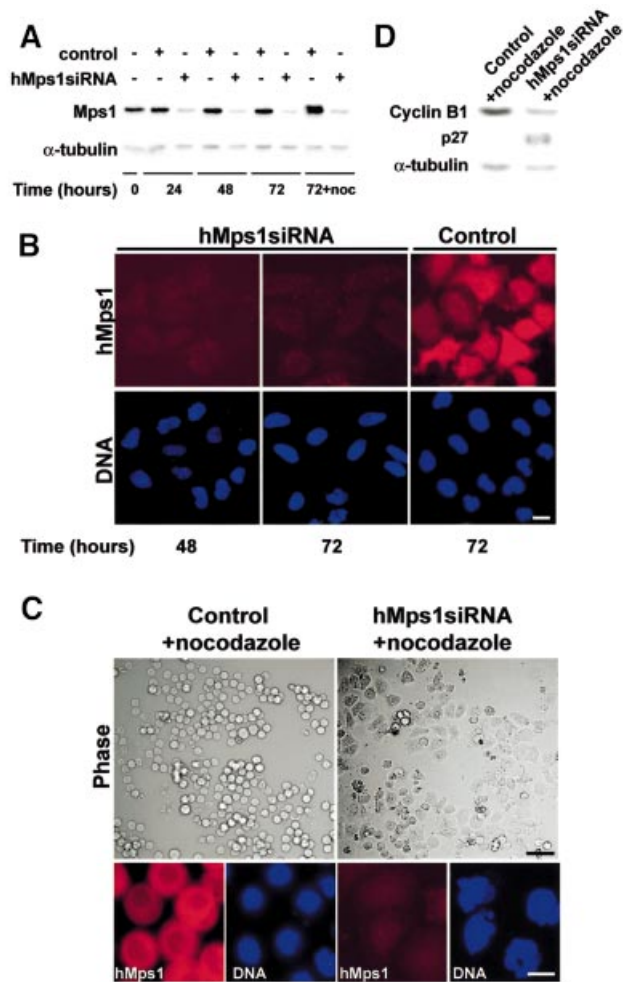 A
control - + - + - + - + -
hMps1siRNA - - + - + - + - +
Mps1
α-tubulin
Time (hours) 0 24 48 72 72+noc
D
Control
+nocodazole
hMps1siRNA
+nocodazole
Cyclin B1
p27
α-tubulin
B
hMps1siRNA Control
hMps1
DNA
Time (hours) 48 72 72
C
Control
+nocodazole
hMps1siRNA
+nocodazole
Phase
hMps1 DNA hMps1 DNA